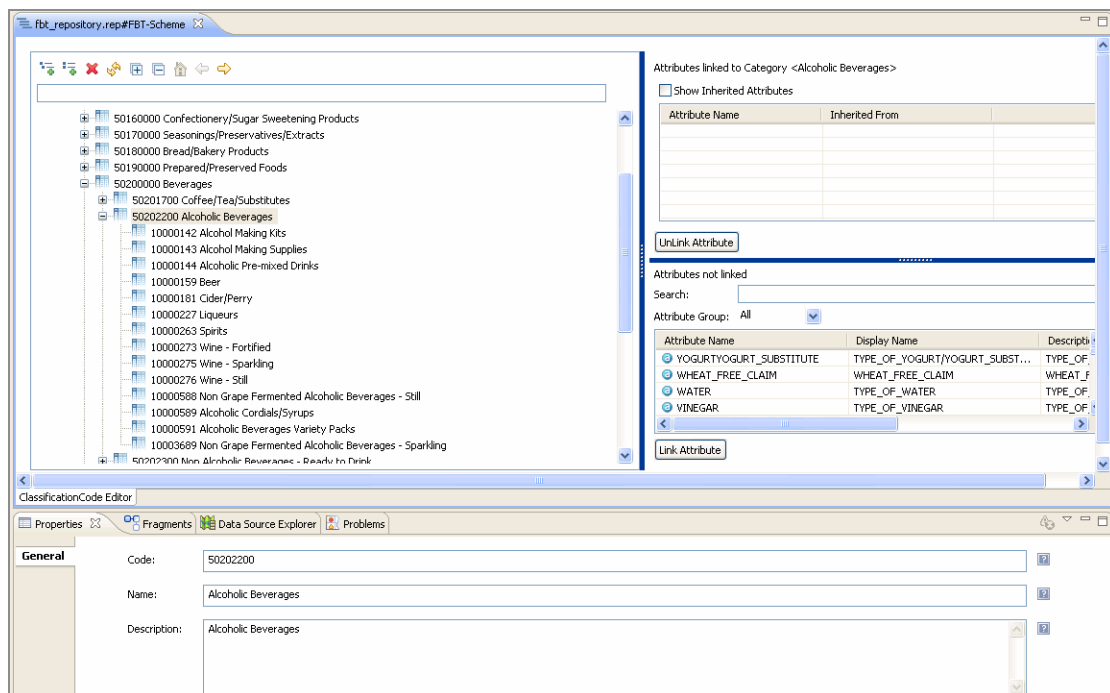 fbt_repository.rep#FBT-Scheme
50160000 Confectionery/Sugar Sweetening Products
50170000 Seasonings/Preservatives/Extracts
50180000 Bread/Bakery Products
50190000 Prepared/Preserved Foods
50200000 Beverages
50201700 Coffee/Tea/Substitutes
50202200 Alcoholic Beverages
10000142 Alcohol Making Kits
10000143 Alcohol Making Supplies
10000144 Alcoholic Pre-mixed Drinks
10000159 Beer
10000181 Cider/Perry
10000227 Liqueurs
10000263 Spirits
10000273 Wine - Fortified
10000275 Wine - Sparkling
10000276 Wine - Still
10000588 Non Grape Fermented Alcoholic Beverages - Still
10000589 Alcoholic Cordials/Syrups
10000591 Alcoholic Beverages Variety Packs
10003689 Non Grape Fermented Alcoholic Beverages - Sparkling
50202300 Non Alcoholic Beverages - Ready to Drink
Attributes linked to Category <Alcoholic Beverages>
Show Inherited Attributes
Attribute Name Inherited From
UnLink Attribute
Attributes not linked
Search:
Attribute Group: All
Attribute Name Display Name Descripti
YOGURTYOGURT_SUBSTITUTE TYPE_OF_YOGURT/YOGURT_SUBST... TYPE_OF_
WHEAT_FREE_CLAIM WHEAT_FREE_CLAIM WHEAT_F
WATER TYPE_OF_WATER TYPE_OF_
VINEGAR TYPE_OF_VINEGAR TYPE_OF_
Link Attribute
ClassificationCode Editor
Properties Fragments Data Source Explorer Problems
General
Code: 50202200
Name: Alcoholic Beverages
Description: Alcoholic Beverages